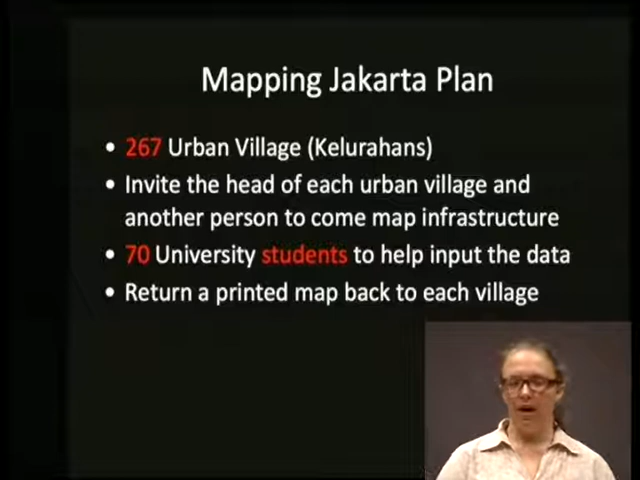 Mapping Jakarta Plan
• 267 Urban Village (Kelurahans)
• Invite the head of each urban village and
another person to come map infrastructure
• 70 University students to help input the data
• Return a printed map back to each village